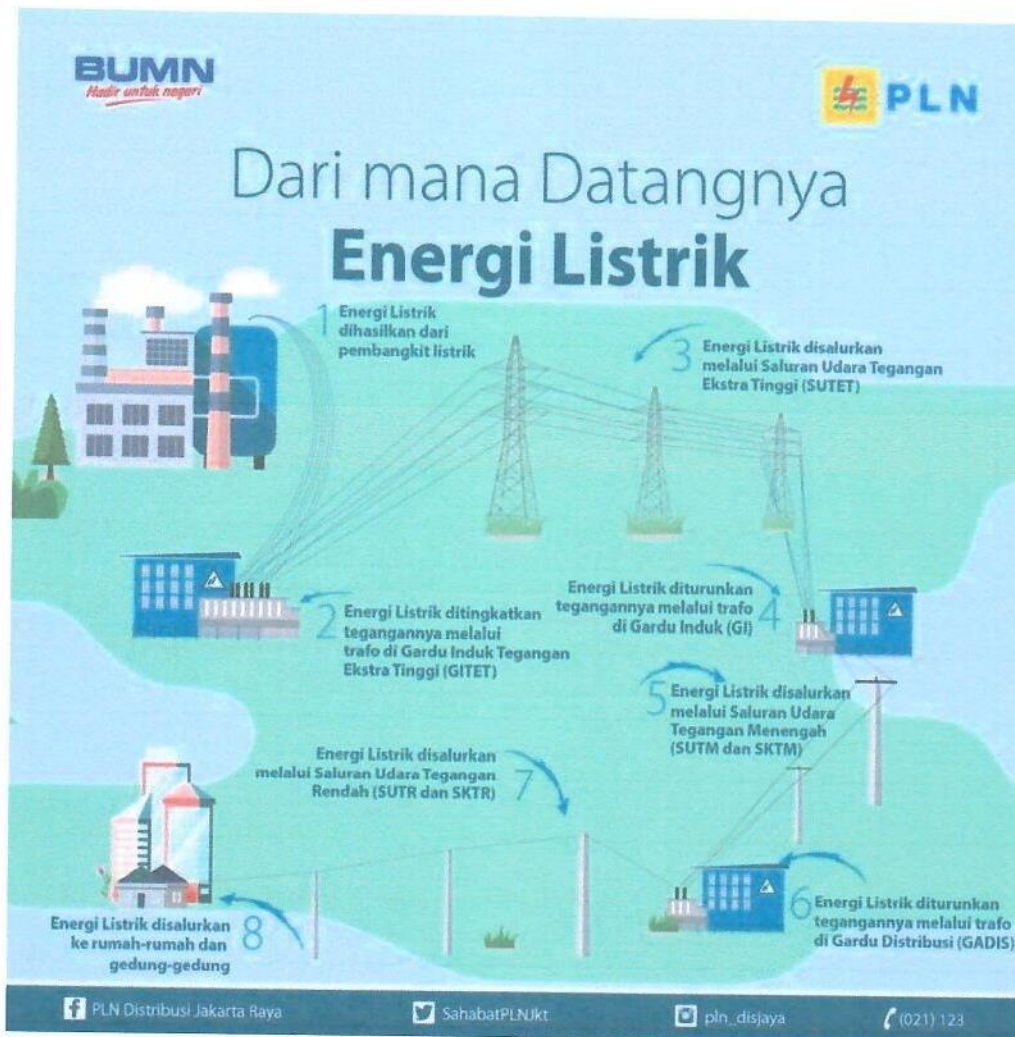 BUMN
Hadir untuk negeri
PLN
Dari mana Datangnya
Energi Listrik
1 Energi Listrik
dihasilkan dari
pembangkit listrik
3 Energi Listrik disalurkan
melalui Saluran Udara Tegangan
Ekstra Tinggi (SUTET)
2 Energi Listrik ditingkatkan
tegangannya melalui
trafo di Gardu Induk Tegangan
Ekstra Tinggi (GITET)
Energi Listrik diturunkan
tegangannya melalui trafo 4
di Gardu Induk (GI)
5 Energi Listrik disalurkan
melalui Saluran Udara
Tegangan Menengah
(SUTM dan SKTM)
Energi Listrik disalurkan
melalui Saluran Udara Tegangan 7
Rendah (SUTR dan SKTR)
6 Energi Listrik diturunkan
tegangannya melalui trafo
di Gardu Distribusi (GADIS)
Energi Listrik disalurkan
ke rumah-rumah dan 8
gedung-gedung
PLN Distribusi Jakarta Raya
SahabatPLNJkt
pln_disjaya
(021) 123